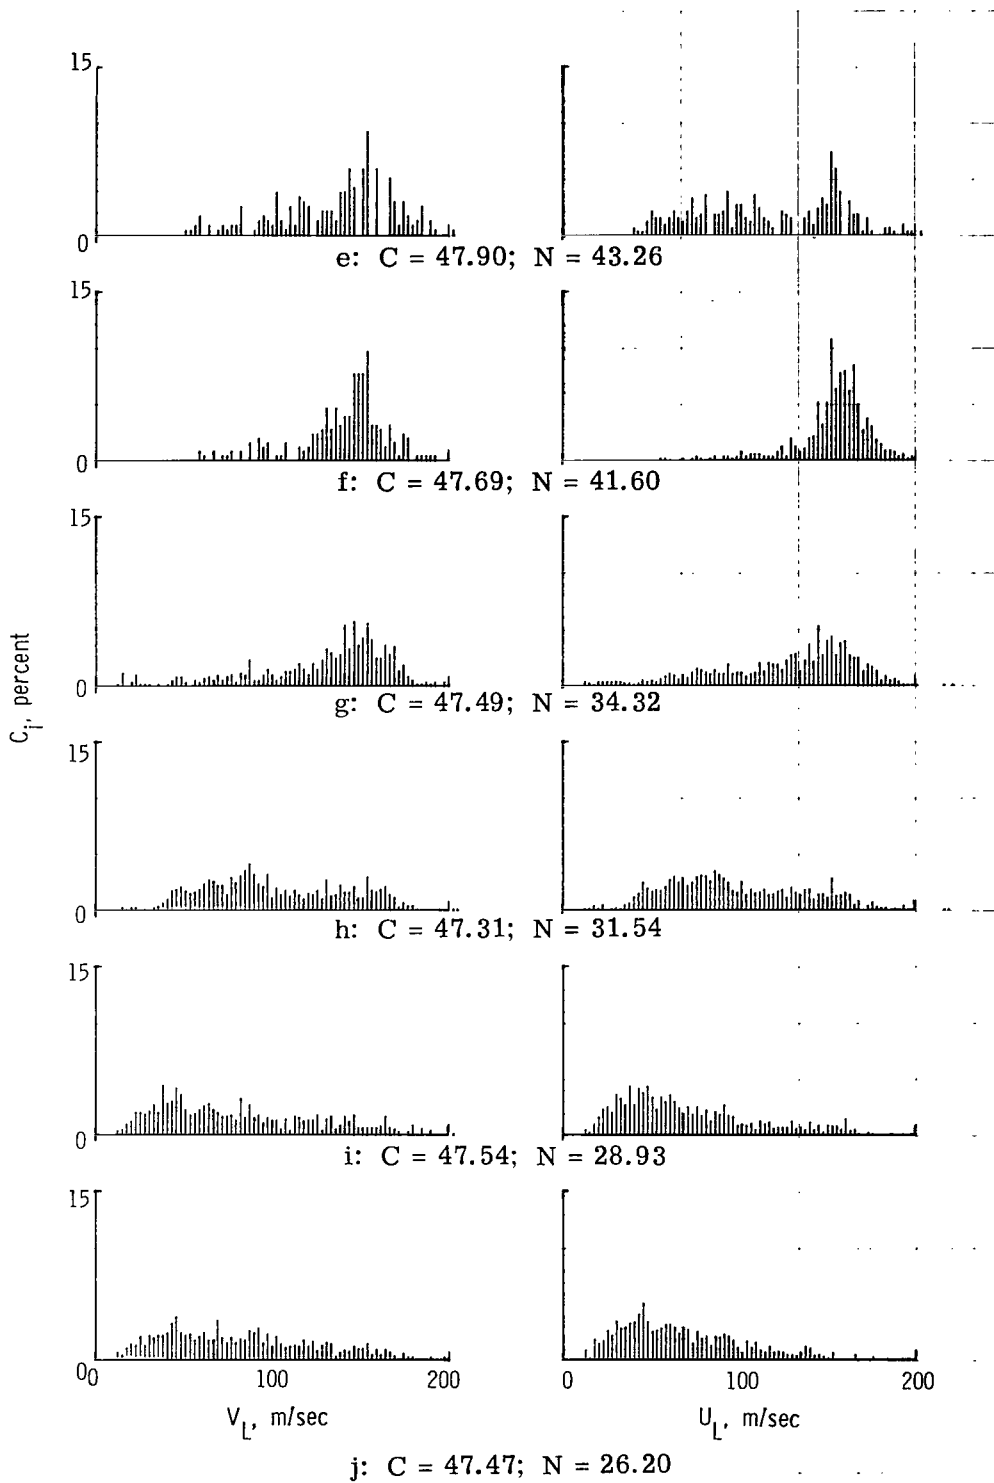 15
0
e: C = 47.90; N = 43.26
15
0
f: C = 47.69; N = 41.60
15
0
g: C = 47.49; N = 34.32
C_i, percent
15
0
h: C = 47.31; N = 31.54
15
0
i: C = 47.54; N = 28.93
15
0
0 100 200 0 100 200
V_L, m/sec U_L, m/sec
j: C = 47.47; N = 26.20